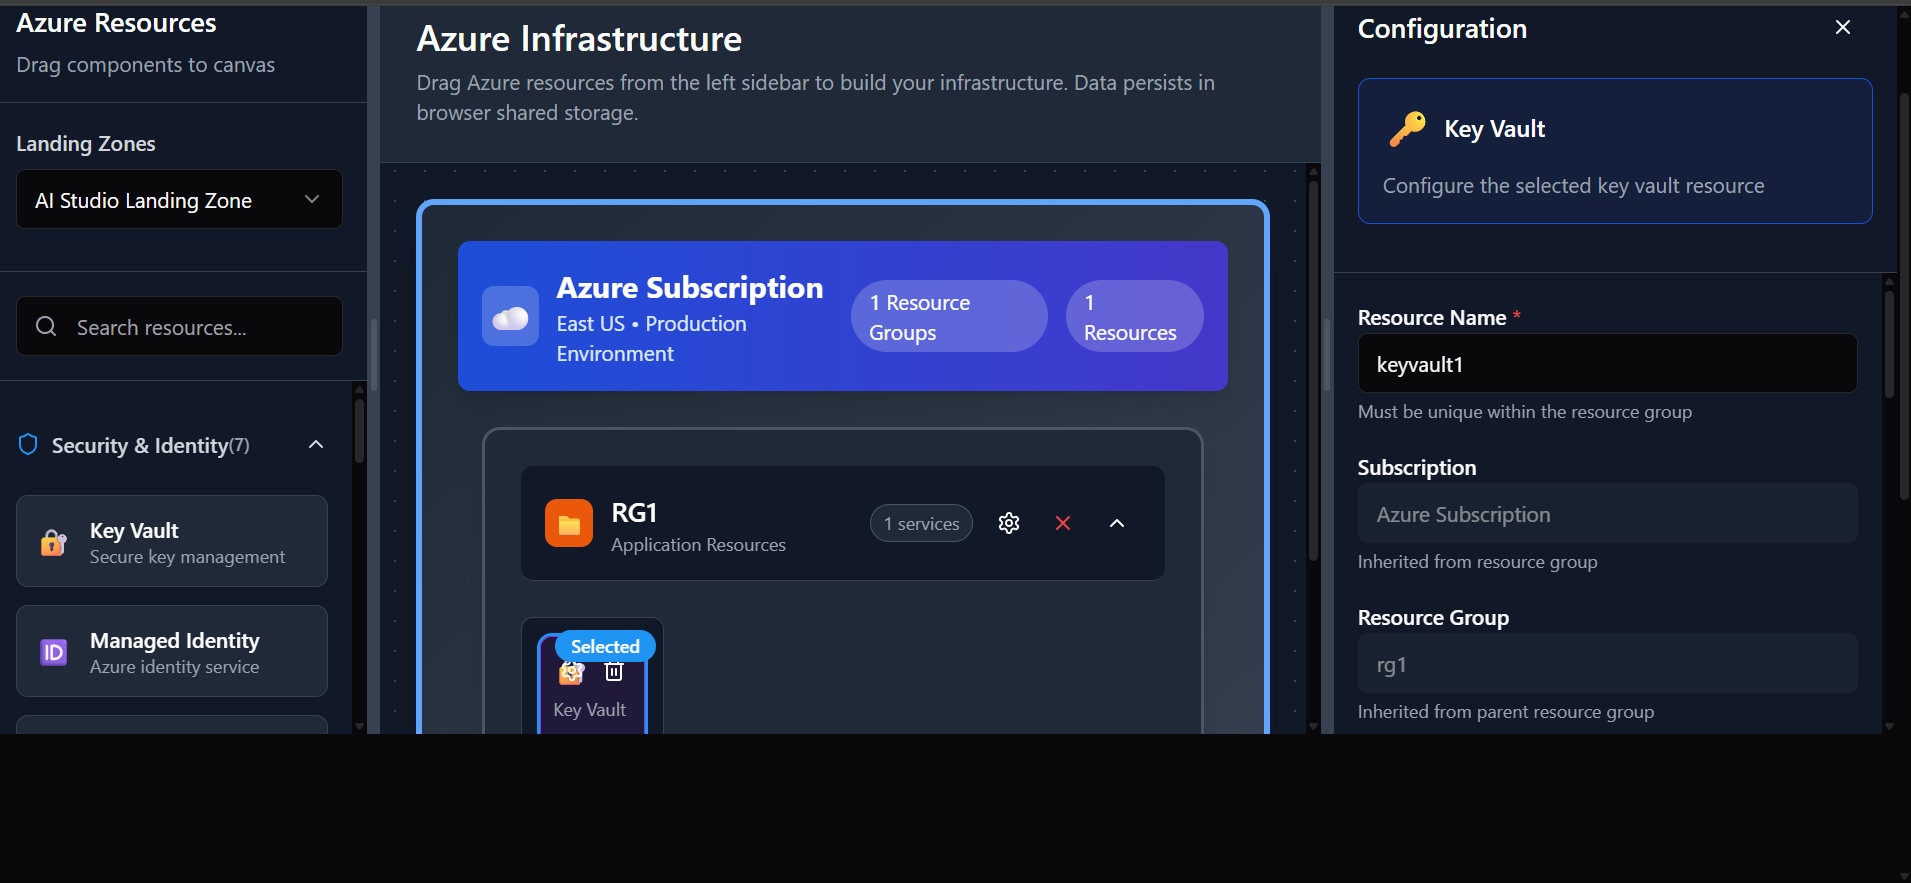 Azure Resources
Drag components to canvas
Landing Zones
AI Studio Landing Zone
Search resources...
Security & Identity(7)
Key Vault
Secure key management
ID
Managed Identity
Azure identity service
Azure Infrastructure
Drag Azure resources from the left sidebar to build your infrastructure. Data persists in
browser shared storage.
Azure Subscription
East US • Production
Environment
1 Resource
Groups
1
Resources
RG1
Application Resources
1 services
Selected
Key Vault
Configuration
Key Vault
Configure the selected key vault resource
Resource Name *
keyvault1
Must be unique within the resource group
Subscription
Azure Subscription
Inherited from resource group
Resource Group
rg1
Inherited from parent resource group